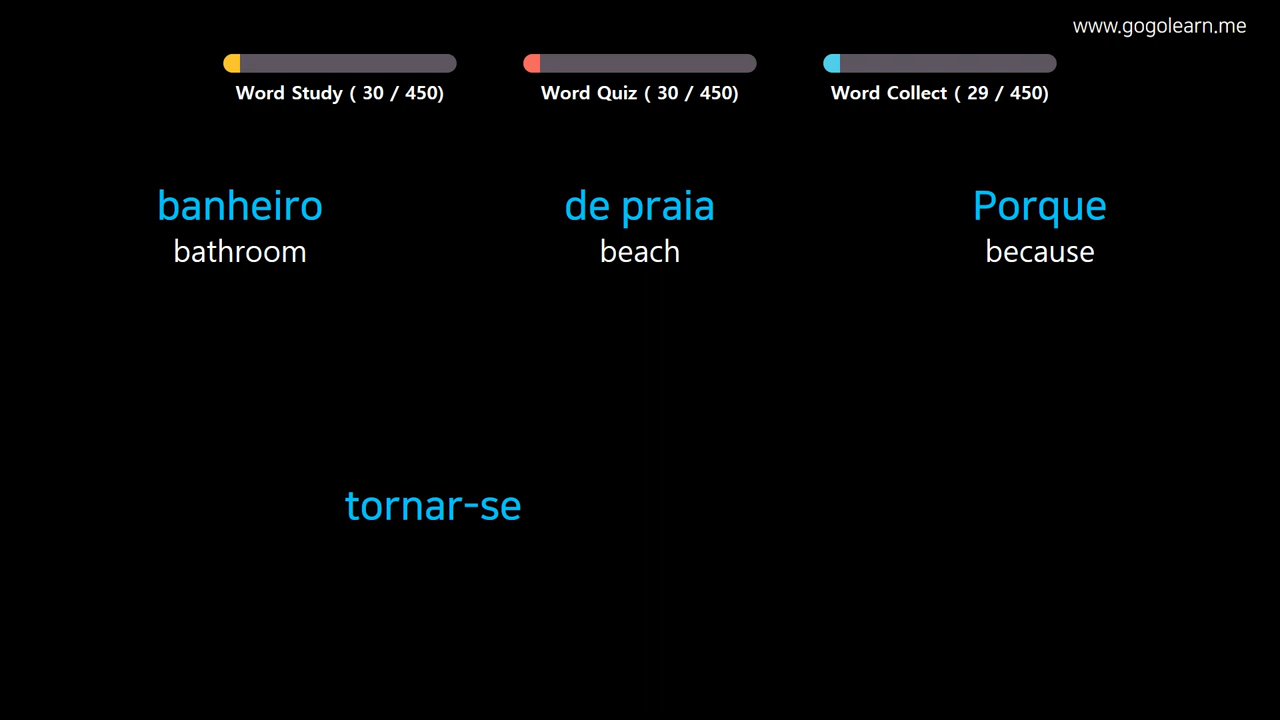 www.gogolearn.me
Word Study ( 30 / 450)
Word Quiz ( 30 / 450)
Word Collect ( 29 / 450)
banheiro
bathroom
de praia
beach
Porque
because
tornar-se